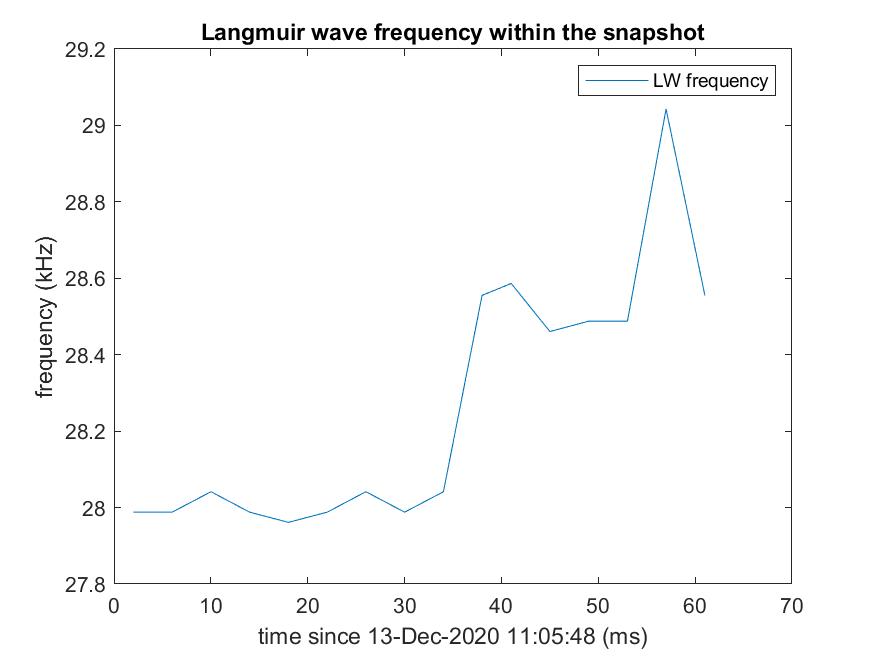 Langmuir wave frequency within the snapshot
29.2
LW frequency
29
28.8
28.6
28.4
28.2
28
27.8
frequency (kHz)
0 10 20 30 40 50 60 70
time since 13-Dec-2020 11:05:48 (ms)